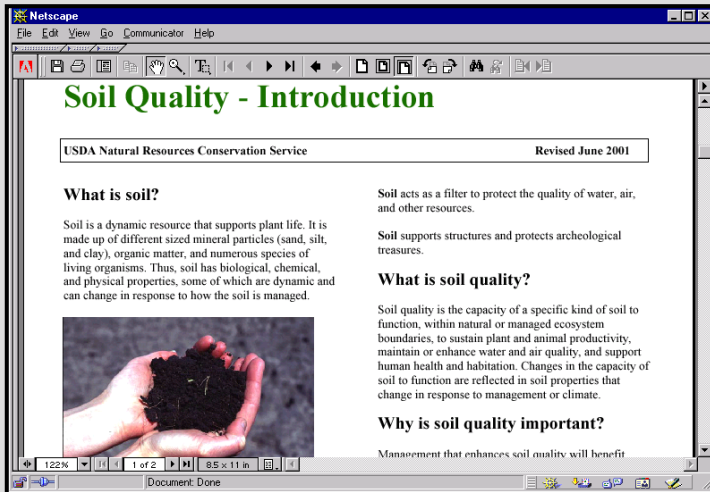 Netscape
File Edit View Go Communicator Help
Soil Quality - Introduction
USDA Natural Resources Conservation Service Revised June 2001
What is soil?
Soil is a dynamic resource that supports plant life. It is
made up of different sized mineral particles (sand, silt,
and clay), organic matter, and numerous species of
living organisms. Thus, soil has biological, chemical,
and physical properties, some of which are dynamic and
can change in response to how the soil is managed.
Soil acts as a filter to protect the quality of water, air,
and other resources.
Soil supports structures and protects archeological
treasures.
What is soil quality?
Soil quality is the capacity of a specific kind of soil to
function, within natural or managed ecosystem
boundaries, to sustain plant and animal productivity,
maintain or enhance water and air quality, and support
human health and habitation. Changes in the capacity of
soil to function are reflected in soil properties that
change in response to management or climate.
Why is soil quality important?
Management that enhances soil quality will benefit
122% 1 of 2 8.5 x 11 in
Document: Done